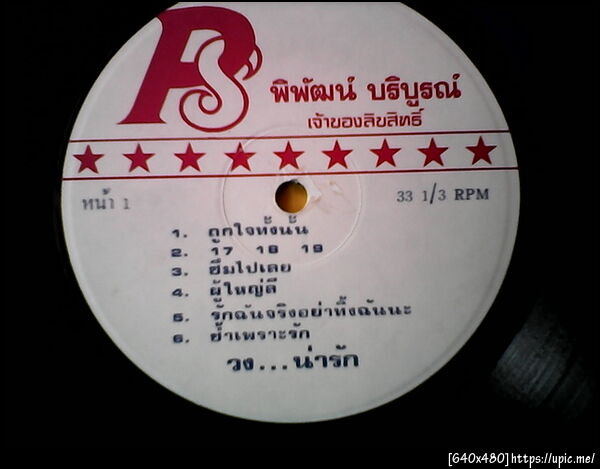 PS
พิพัฒน์ บริบูรณ์
เจ้าของลิขสิทธิ์
หน้า 1
33 1/3 RPM
1. ถูกใจทั้งนั้น
2. 17 18 19
3. ซึมไปเลย
4. ผู้ใหญ่ลี
5. รักฉันจริงอย่าทิ้งฉันนะ
6. ช้ำเพราะรัก
วง...น่ารัก
[640x480]https://upic.me/